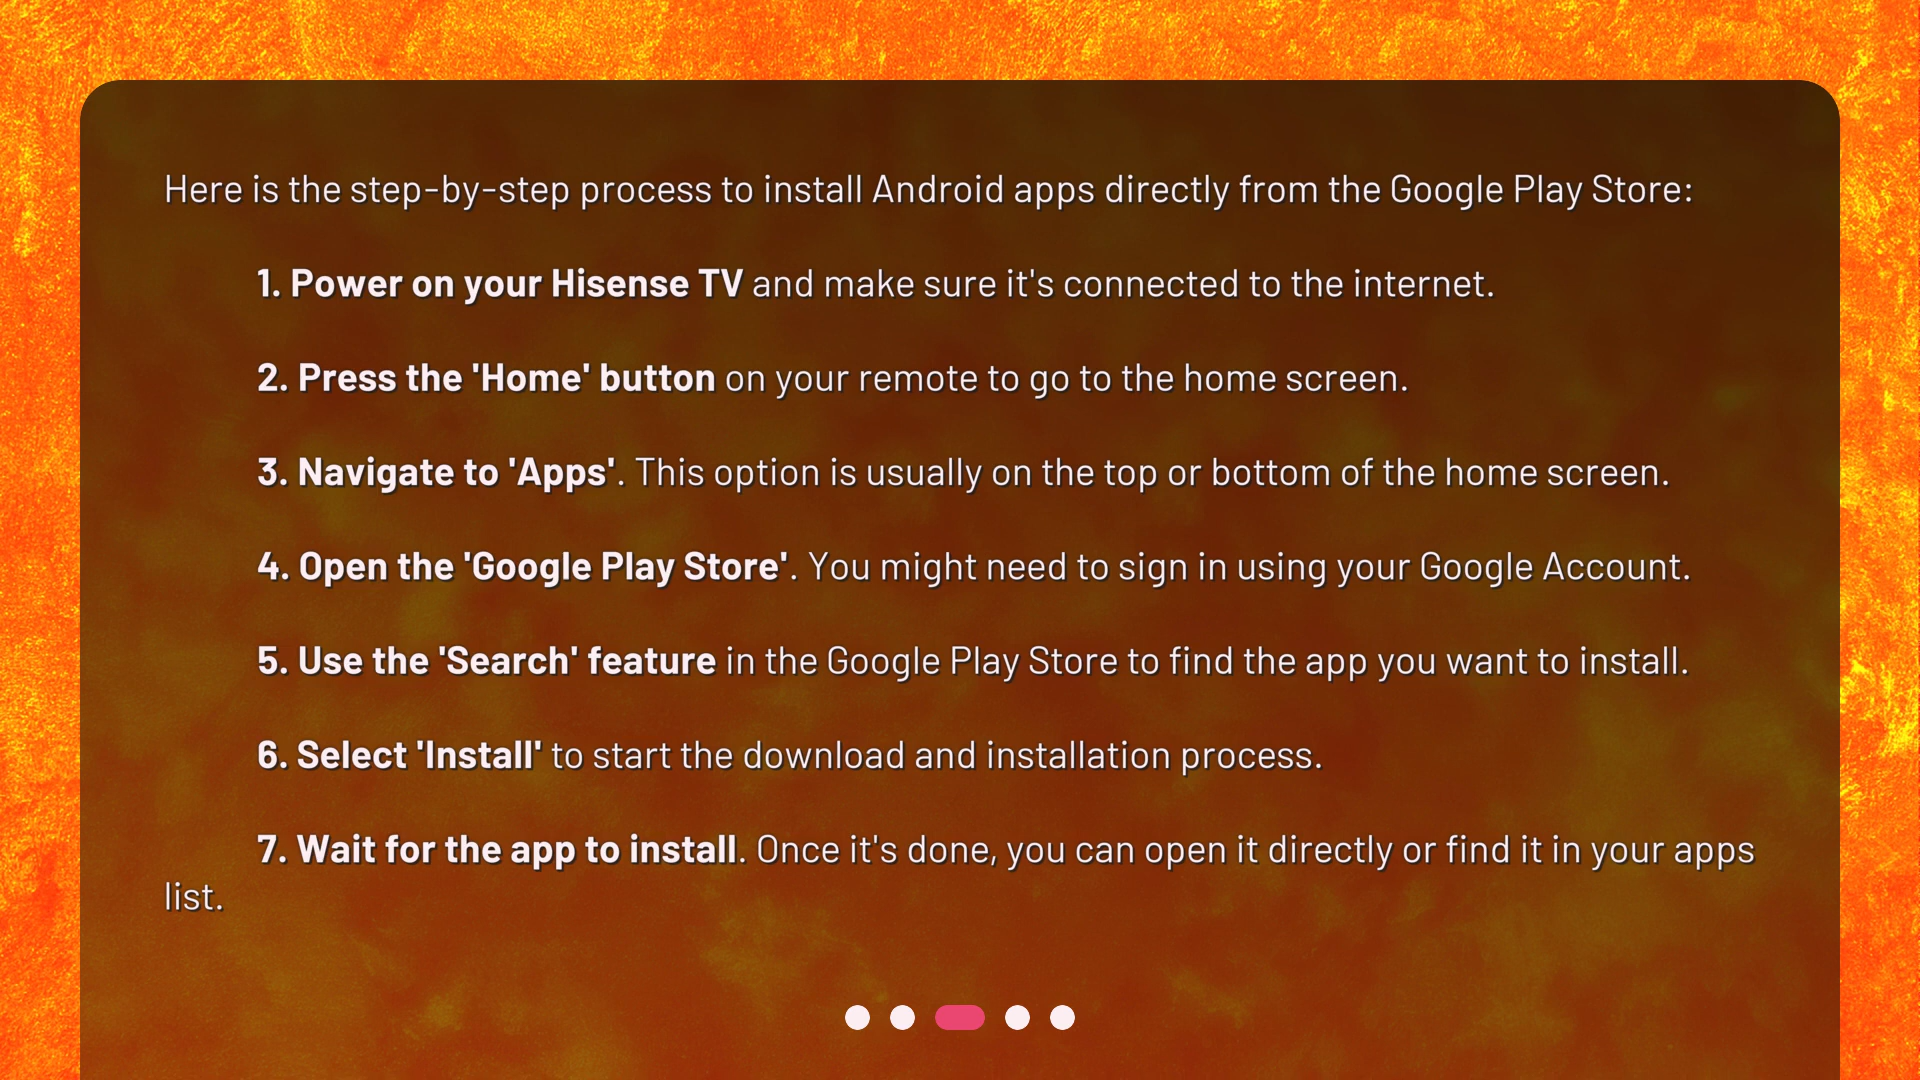 Here is the step-by-step process to install Android apps directly from the Google Play Store:
1. Power on your Hisense TV and make sure it's connected to the internet.
2. Press the 'Home' button on your remote to go to the home screen.
3. Navigate to 'Apps'. This option is usually on the top or bottom of the home screen.
4. Open the 'Google Play Store'. You might need to sign in using your Google Account.
5. Use the 'Search' feature in the Google Play Store to find the app you want to install.
6. Select 'Install' to start the download and installation process.
7. Wait for the app to install. Once it's done, you can open it directly or find it in your apps
list.